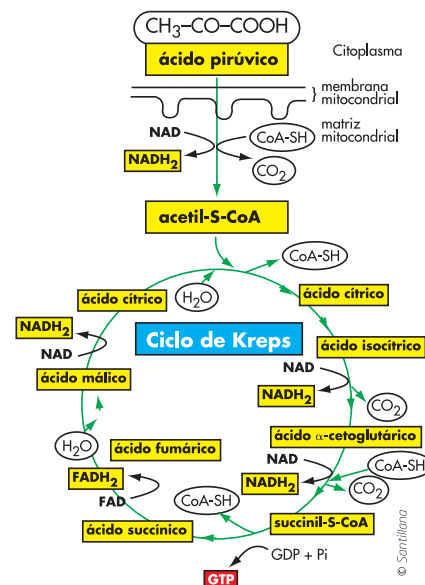 CH₃–CO–COOH
ácido pirúvico
Citoplasma
membrana
mitocondrial
matriz
mitocondrial
NAD
CoA-SH
NADH₂
CO₂
acetil-S-CoA
CoA-SH
H₂O
ácido cítrico
ácido cítrico
NADH₂
NAD
Ciclo de Kreps
ácido isocítrico
NAD
NADH₂
CO₂
ácido málico
H₂O
ácido fumárico
ácido α-cetoglutárico
NAD
CoA-SH
NADH₂
CO₂
FADH₂
FAD
CoA-SH
ácido succínico
succinil-S-CoA
GDP + Pi
GTP
© Santillana